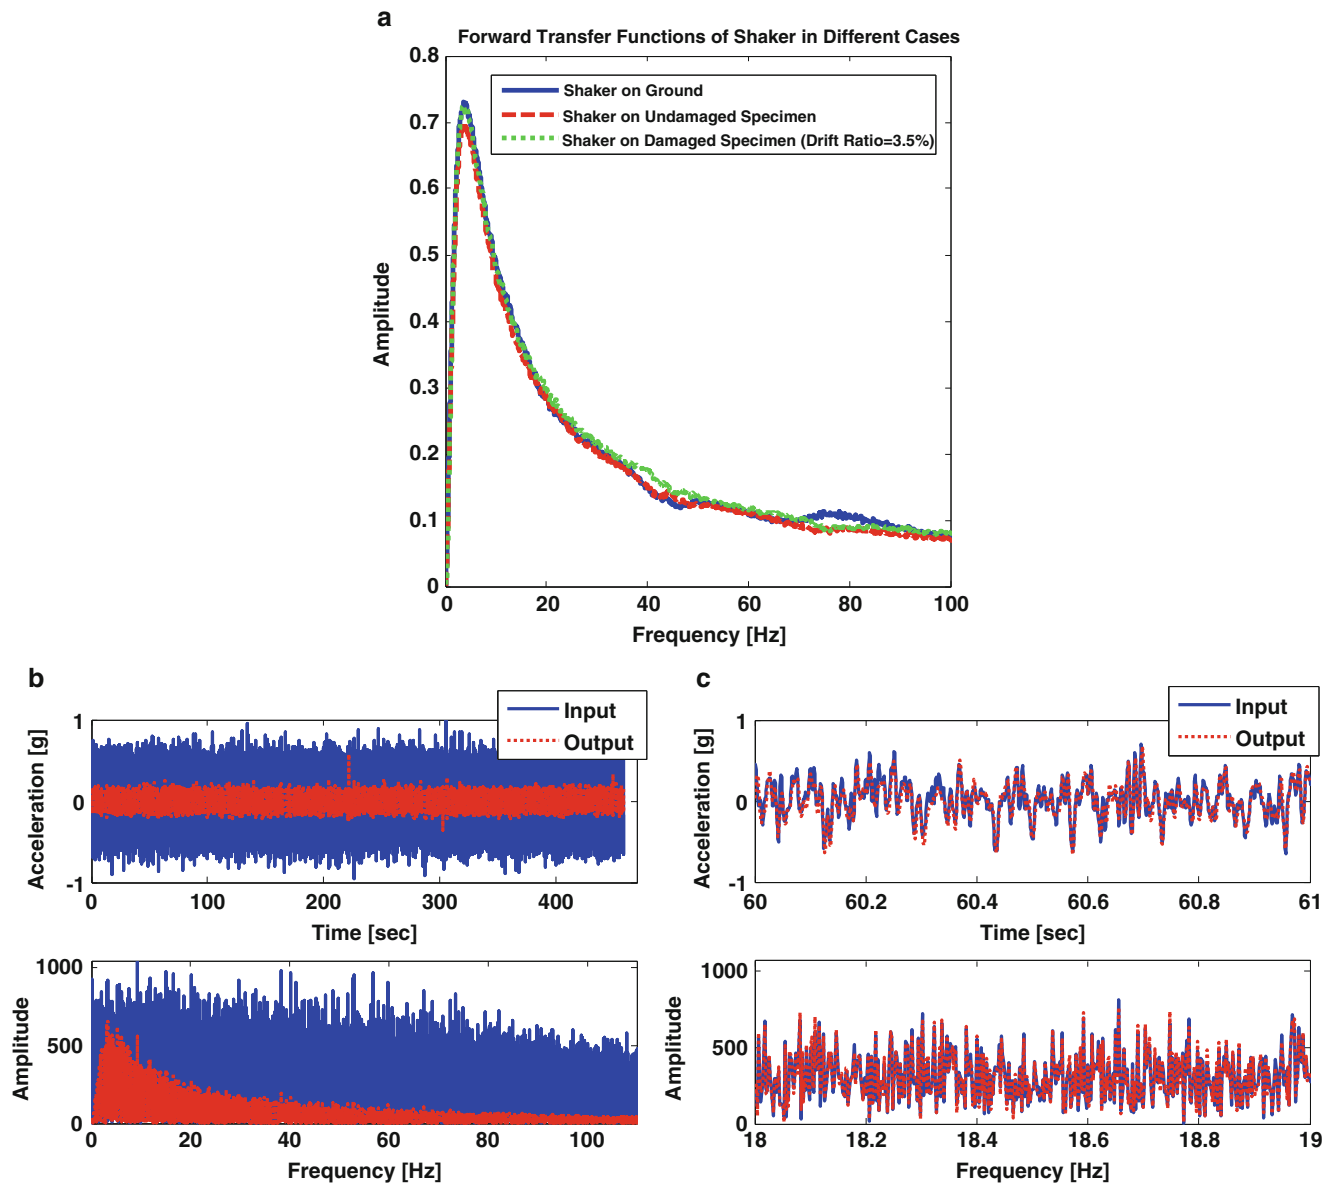 a
Forward Transfer Functions of Shaker in Different Cases
0.8
0.7
0.6
0.5
0.4
0.3
0.2
0.1
0
Amplitude
Shaker on Ground
Shaker on Undamaged Specimen
Shaker on Damaged Specimen (Drift Ratio=3.5%)
0 20 40 60 80 100
Frequency [Hz]
b
Input
Output
1
0
-1
Acceleration [g]
0 100 200 300 400
Time [sec]
1000
500
0
Amplitude
0 20 40 60 80 100
Frequency [Hz]
c
Input
Output
1
0
-1
Acceleration [g]
60 60.2 60.4 60.6 60.8 61
Time [sec]
1000
500
0
Amplitude
18 18.2 18.4 18.6 18.8 19
Frequency [Hz]